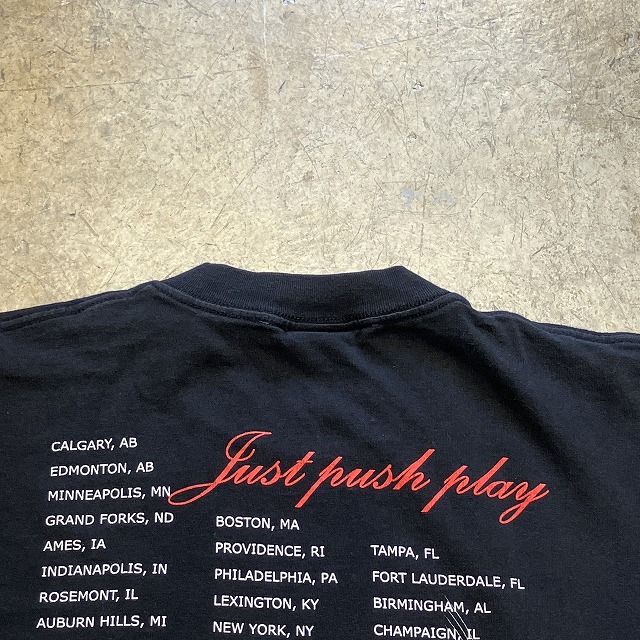 Just push play
CALGARY, AB
EDMONTON, AB
MINNEAPOLIS, MN
GRAND FORKS, ND
AMES, IA
INDIANAPOLIS, IN
ROSEMONT, IL
AUBURN HILLS, MI
BOSTON, MA
PROVIDENCE, RI
PHILADELPHIA, PA
LEXINGTON, KY
NEW YORK, NY
TAMPA, FL
FORT LAUDERDALE, FL
BIRMINGHAM, AL
CHAMPAIGN, IL